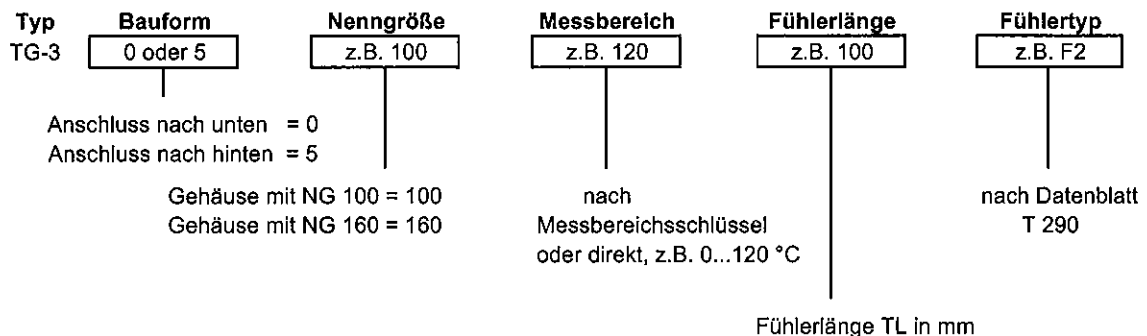 Typ Bauform Nenngröße Messbereich Fühlerlänge Fühlertyp
TG-3 0 oder 5 z.B. 100 z.B. 120 z.B. 100 z.B. F2
Anschluss nach unten = 0
Anschluss nach hinten = 5
Gehäuse mit NG 100 = 100
Gehäuse mit NG 160 = 160
nach
Messbereichsschlüssel
oder direkt, z.B. 0...120 °C
nach Datenblatt
T 290
Fühlerlänge TL in mm